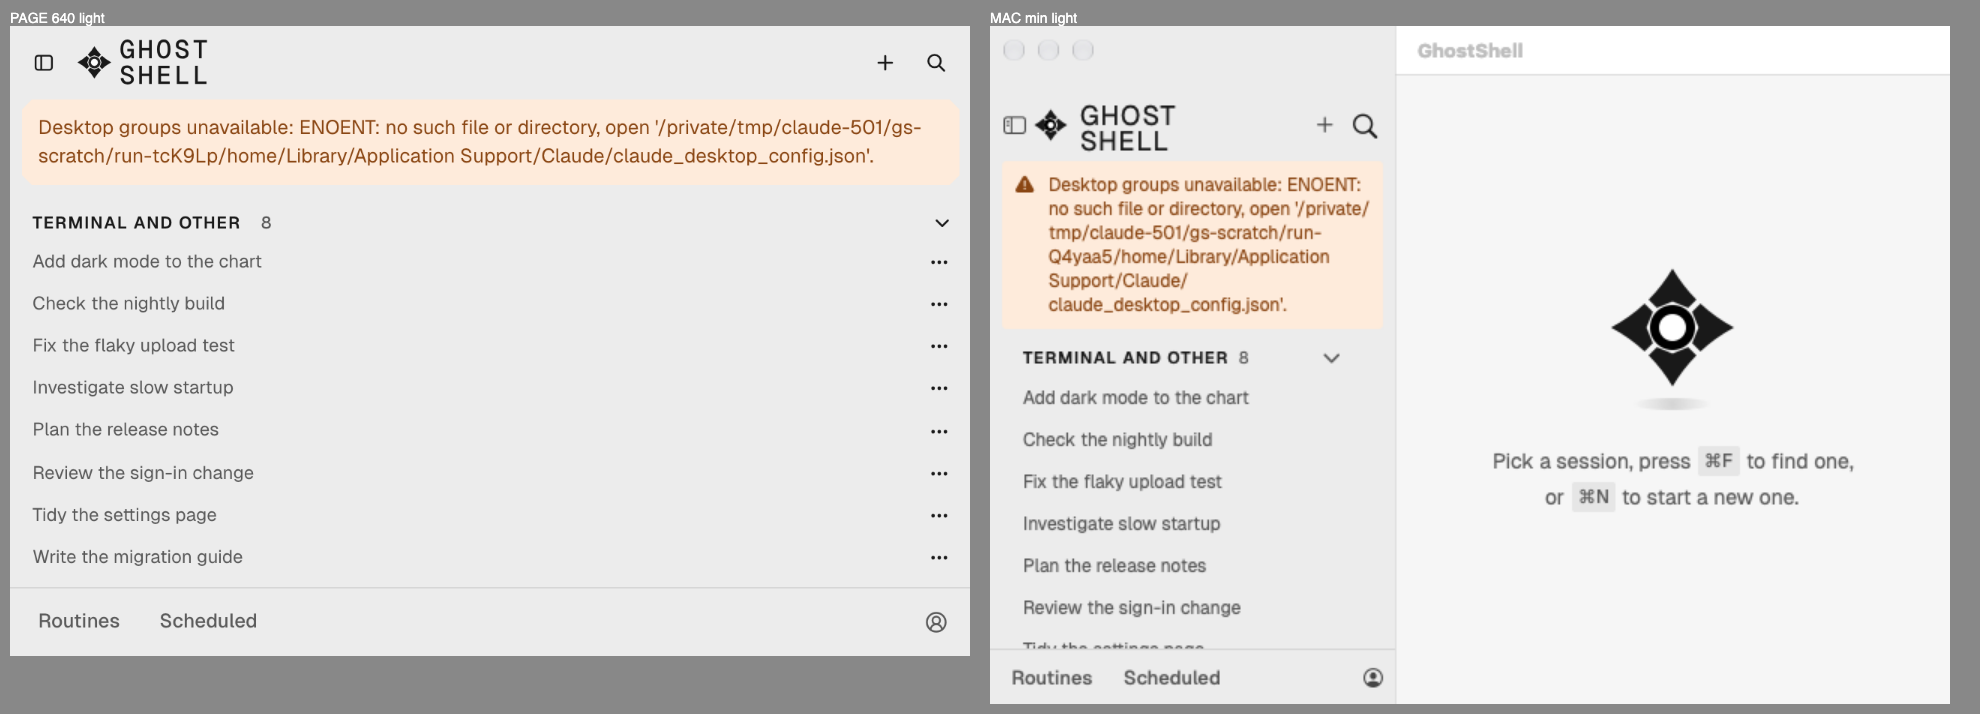 PAGE 640 light
GHOST
SHELL
Desktop groups unavailable: ENOENT: no such file or directory, open '/private/tmp/claude-501/gs-
scratch/run-tcK9Lp/home/Library/Application Support/Claude/claude_desktop_config.json'.
TERMINAL AND OTHER 8
Add dark mode to the chart
Check the nightly build
Fix the flaky upload test
Investigate slow startup
Plan the release notes
Review the sign-in change
Tidy the settings page
Write the migration guide
Routines Scheduled
MAC min light
GHOST
SHELL
Desktop groups unavailable: ENOENT:
no such file or directory, open '/private/
tmp/claude-501/gs-scratch/run-
Q4yaa5/home/Library/Application
Support/Claude/
claude_desktop_config.json'.
TERMINAL AND OTHER 8
Add dark mode to the chart
Check the nightly build
Fix the flaky upload test
Investigate slow startup
Plan the release notes
Review the sign-in change
Tidy the settings page
Routines Scheduled
GhostShell
Pick a session, press ⌘F to find one,
or ⌘N to start a new one.